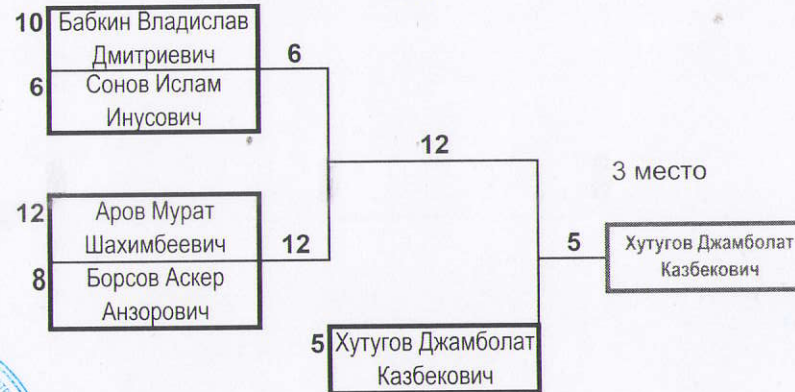 10 Бабкин Владислав
Дмитриевич
6
6 Сонов Ислам
Инусович
12
3 место
12 Аров Мурат
Шахимбеевич
12
8 Борсов Аскер
Анзорович
5
Хутугов Джамболат
Казбекович
5 Хутугов Джамболат
Казбекович